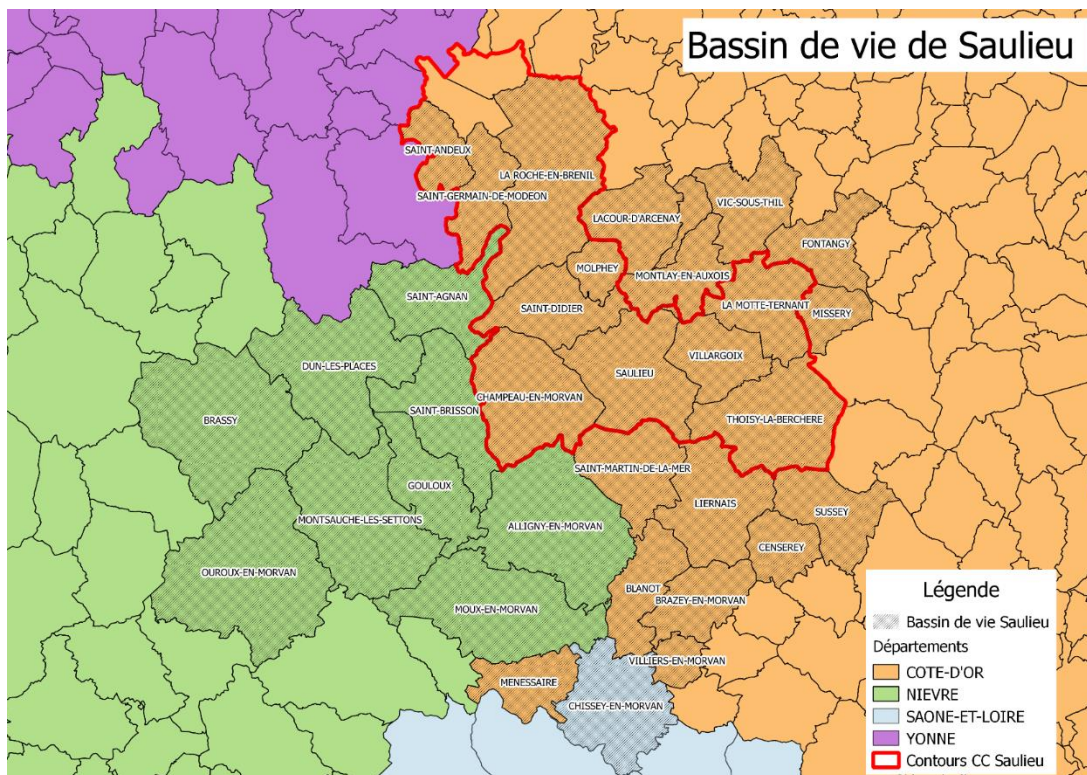 Bassin de vie de Saulieu
SAINT-ANDEUX
LA ROCHE-EN-BRENIL
SAINT-GERMAIN-DE-MODEON
LACOUR-D'ARCENAY
VIC-SOUS-THIL
FONTANGY
MOLPHEY
MONTLAY-EN-AUXOIS
SAINT-AGNAN
SAINT-DIDIER
LA MOTTE-TERNANT
MISSERY
DUN-LES-PLACES
VILLARGOIX
SAULIEU
CHAMPEAU-EN-MORVAN
SAINT-BRISSON
BRASSY
THOISY-LA-BERCHERE
SAINT-MARTIN-DE-LA-MER
GOULOUX
LIERNAIS
SUSSEY
MONTSAUCHE-LES-SETTONS
ALLIGNY-EN-MORVAN
CENSEREY
OUROUX-EN-MORVAN
BLANOT
BRAZEY-EN-MORVAN
MOUX-EN-MORVAN
VILLIERS-EN-MORVAN
MENESSAIRE
CHISSEY-EN-MORVAN
Légende
Bassin de vie Saulieu
Départements
COTE-D'OR
NIEVRE
SAONE-ET-LOIRE
YONNE
Contours CC Saulieu